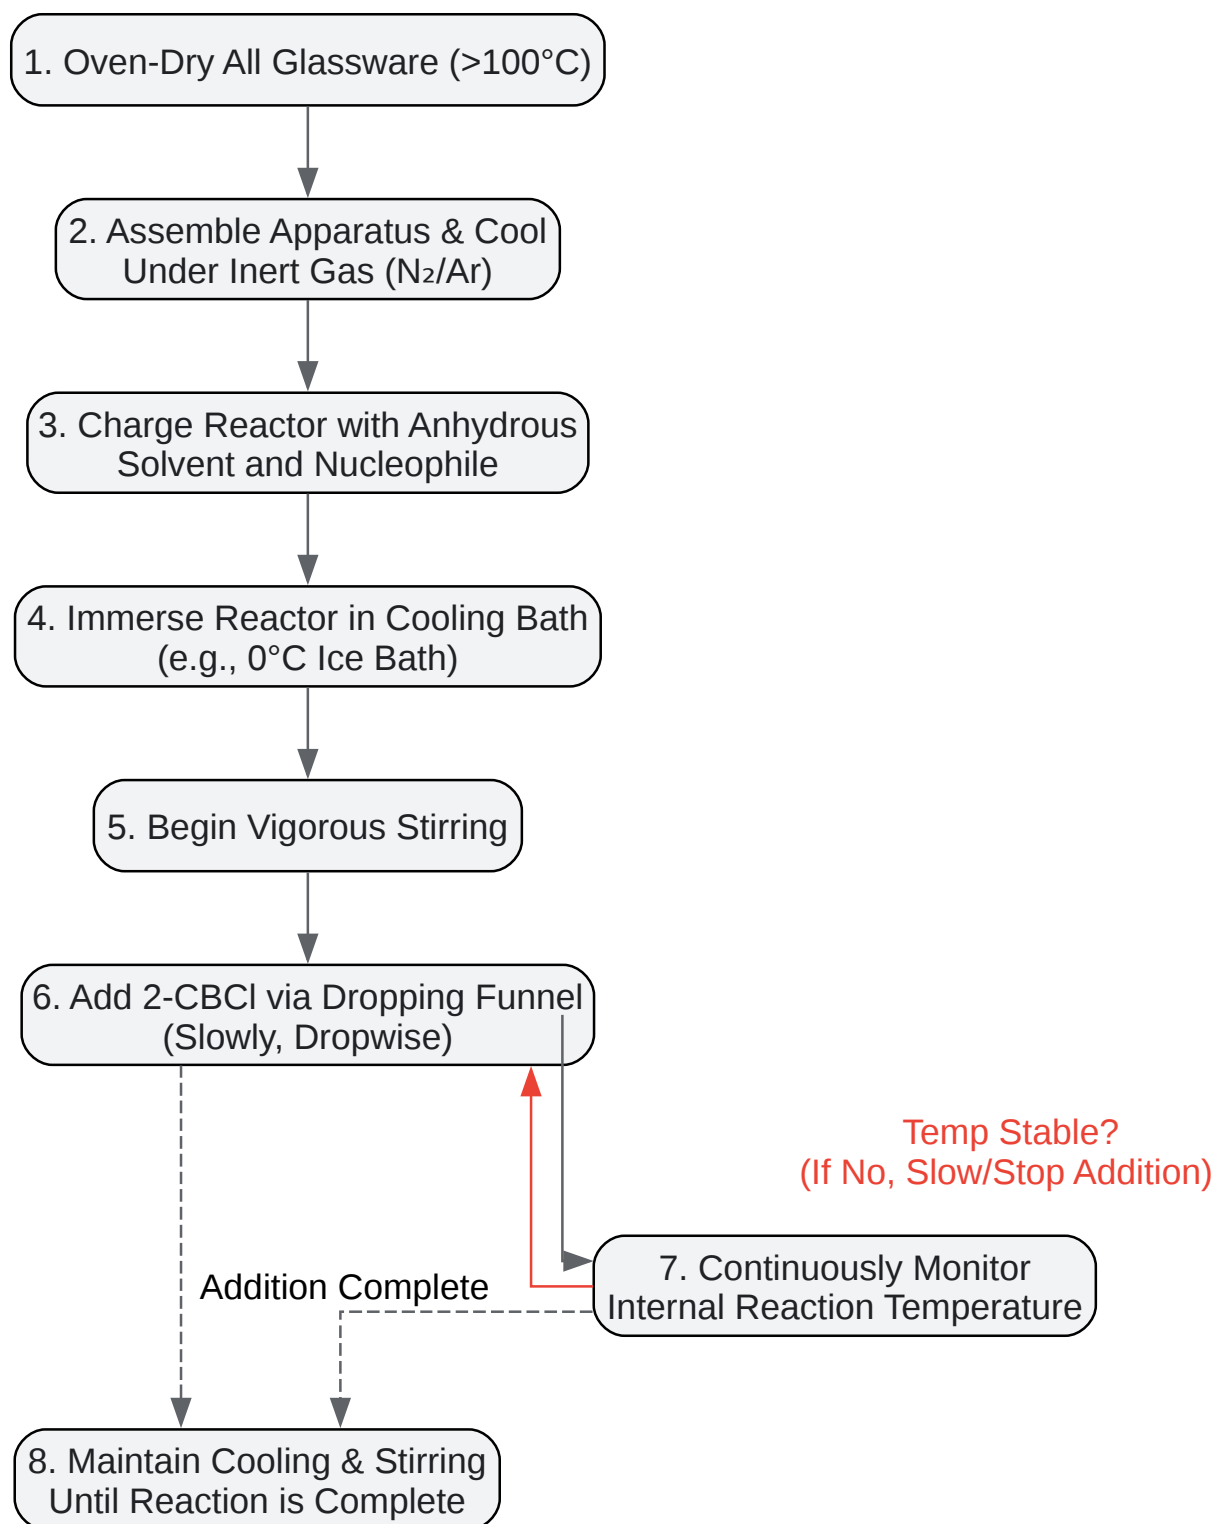 1. Oven-Dry All Glassware (>100°C)
2. Assemble Apparatus & Cool
Under Inert Gas (N₂/Ar)
3. Charge Reactor with Anhydrous
Solvent and Nucleophile
4. Immerse Reactor in Cooling Bath
(e.g., 0°C Ice Bath)
5. Begin Vigorous Stirring
6. Add 2-CBCl via Dropping Funnel
(Slowly, Dropwise)
Temp Stable?
(If No, Slow/Stop Addition)
7. Continuously Monitor
Internal Reaction Temperature
Addition Complete
8. Maintain Cooling & Stirring
Until Reaction is Complete